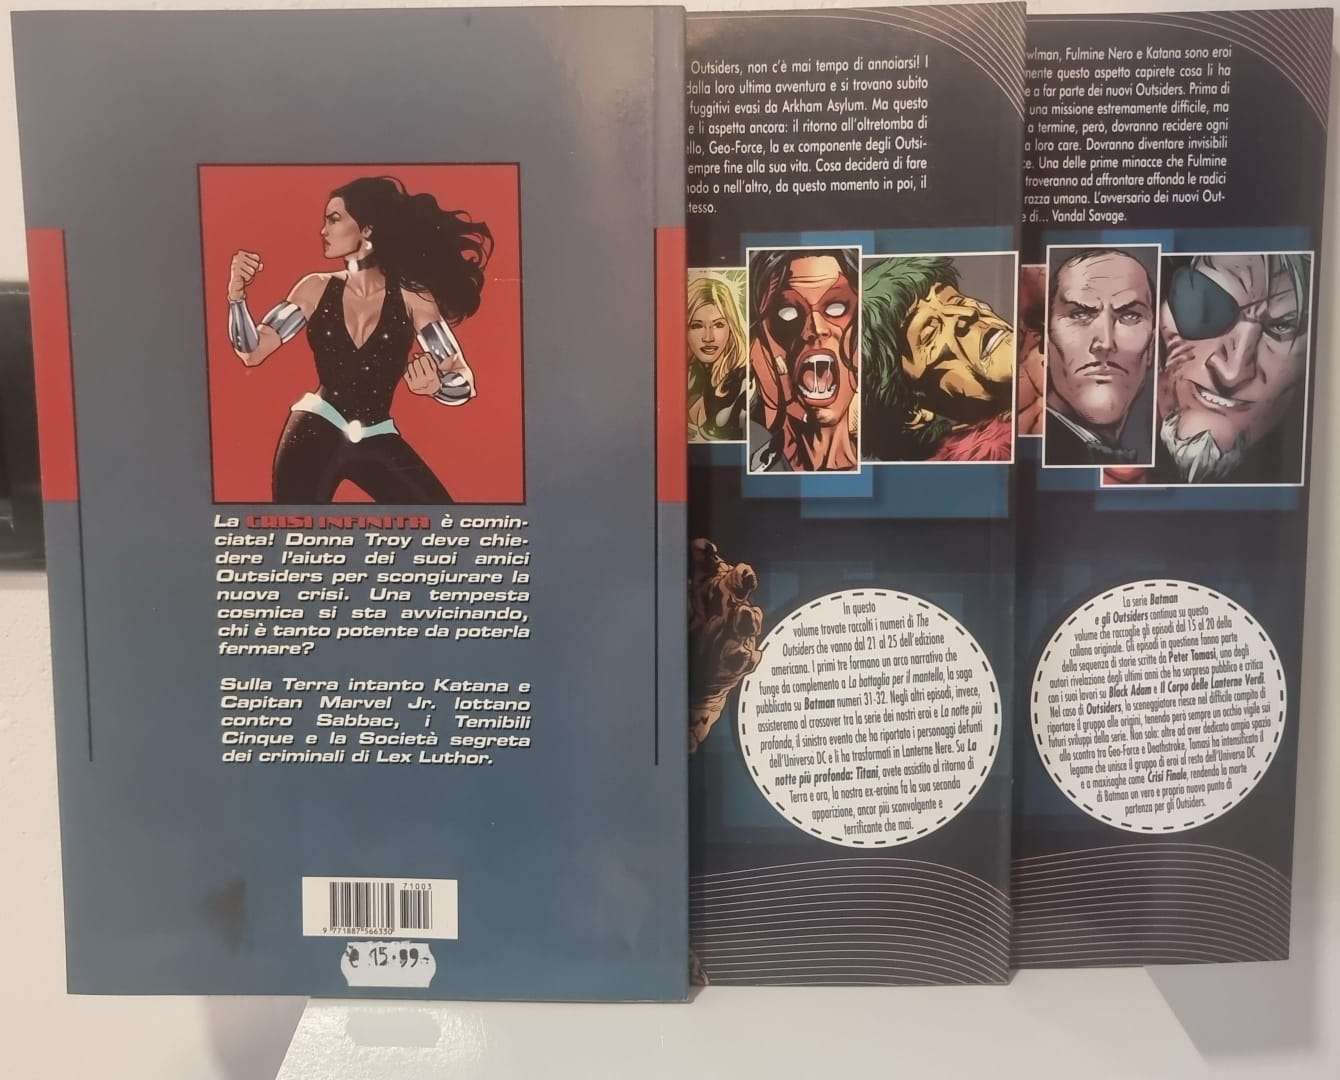 La CRISI INFINITA è comin-
ciata! Donna Troy deve chie-
dere l'aiuto dei suoi amici
Outsiders per scongiurare la
nuova crisi. Una tempesta
cosmica si sta avvicinando,
chi è tanto potente da poterla
fermare?
Sulla Terra intanto Katana e
Capitan Marvel Jr. lottano
contro Sabbac, i Temibili
Cinque e la Società segreta
dei criminali di Lex Luthor.
71003
9 771887 566330
€ 15.99
Outsiders, non c'è mai tempo di annoiarsi! I
dalla loro ultima avventura e si trovano subito
fuggitivi evasi da Arkham Asylum. Ma questo
e li aspetta ancora: il ritorno all'oltretomba di
Geo-Force, la ex componente degli Outsi-
empre fine alla sua vita. Cosa deciderà di fare
nodo o nell'altro, da questo momento in poi, il
tesso.
In questo
volume trovate raccolti i numeri di The
Outsiders che vanno dal 21 al 25 dell'edizione
americana. I primi tre formano un arco narrativo che
funge da complemento a La battaglia per il mantello, la saga
pubblicata su Batman numeri 31-32. Negli altri episodi, invece,
assisteremo al crossover tra la serie dei nostri eroi e La notte più
profonda, il sinistro evento che ha riportato i personaggi defunti
dell'Universo DC e li ha trasformati in Lanterne Nere. Su La
notte più profonda: Titani, avete assistito al ritorno di
Terra e ora, la nostra ex-eroina fa la sua seconda
apparizione, ancor più sconvolgente e
terrificante che mai.
wlman, Fulmine Nero e Katana sono eroi
mente questo aspetto capirete cosa li ha
e a far parte dei nuovi Outsiders. Prima di
una missione estremamente difficile, ma
a termine, però, dovranno recidere ogni
a loro care. Dovranno diventare invisibili
ce. Una delle prime minacce che Fulmine
troveranno ad affrontare affonda le radici
razza umana. L'avversario dei nuovi Out-
e di... Vandal Savage.
La serie Batman
e gli Outsiders continua su questo
volume che raccoglie gli episodi dal 15 al 20 della
collana originale. Gli episodi in questione fanno parte
della sequenza di storie scritte da Peter Tomasi, uno degli
autori rivelazione degli ultimi anni che ha sorpreso pubblico e critica
con i suoi lavori su Black Adam e Il Corpo delle Lanterne Verdi.
Nel caso di Outsiders, lo sceneggiatore riesce nel difficile compito di
riportare il gruppo alle origini, tenendo però sempre un occhio vigile sui
futuri sviluppi della serie. Non solo: oltre ad aver dedicato ampio spazio
allo scontro tra Geo-Force e Deathstroke, Tomasi ha intensificato il
legame che unisce il gruppo di eroi al resto dell'Universo DC
e a maxisaghe come Crisi Finale, rendendo la morte
di Batman un vero e proprio nuovo punto di
partenza per gli Outsiders.